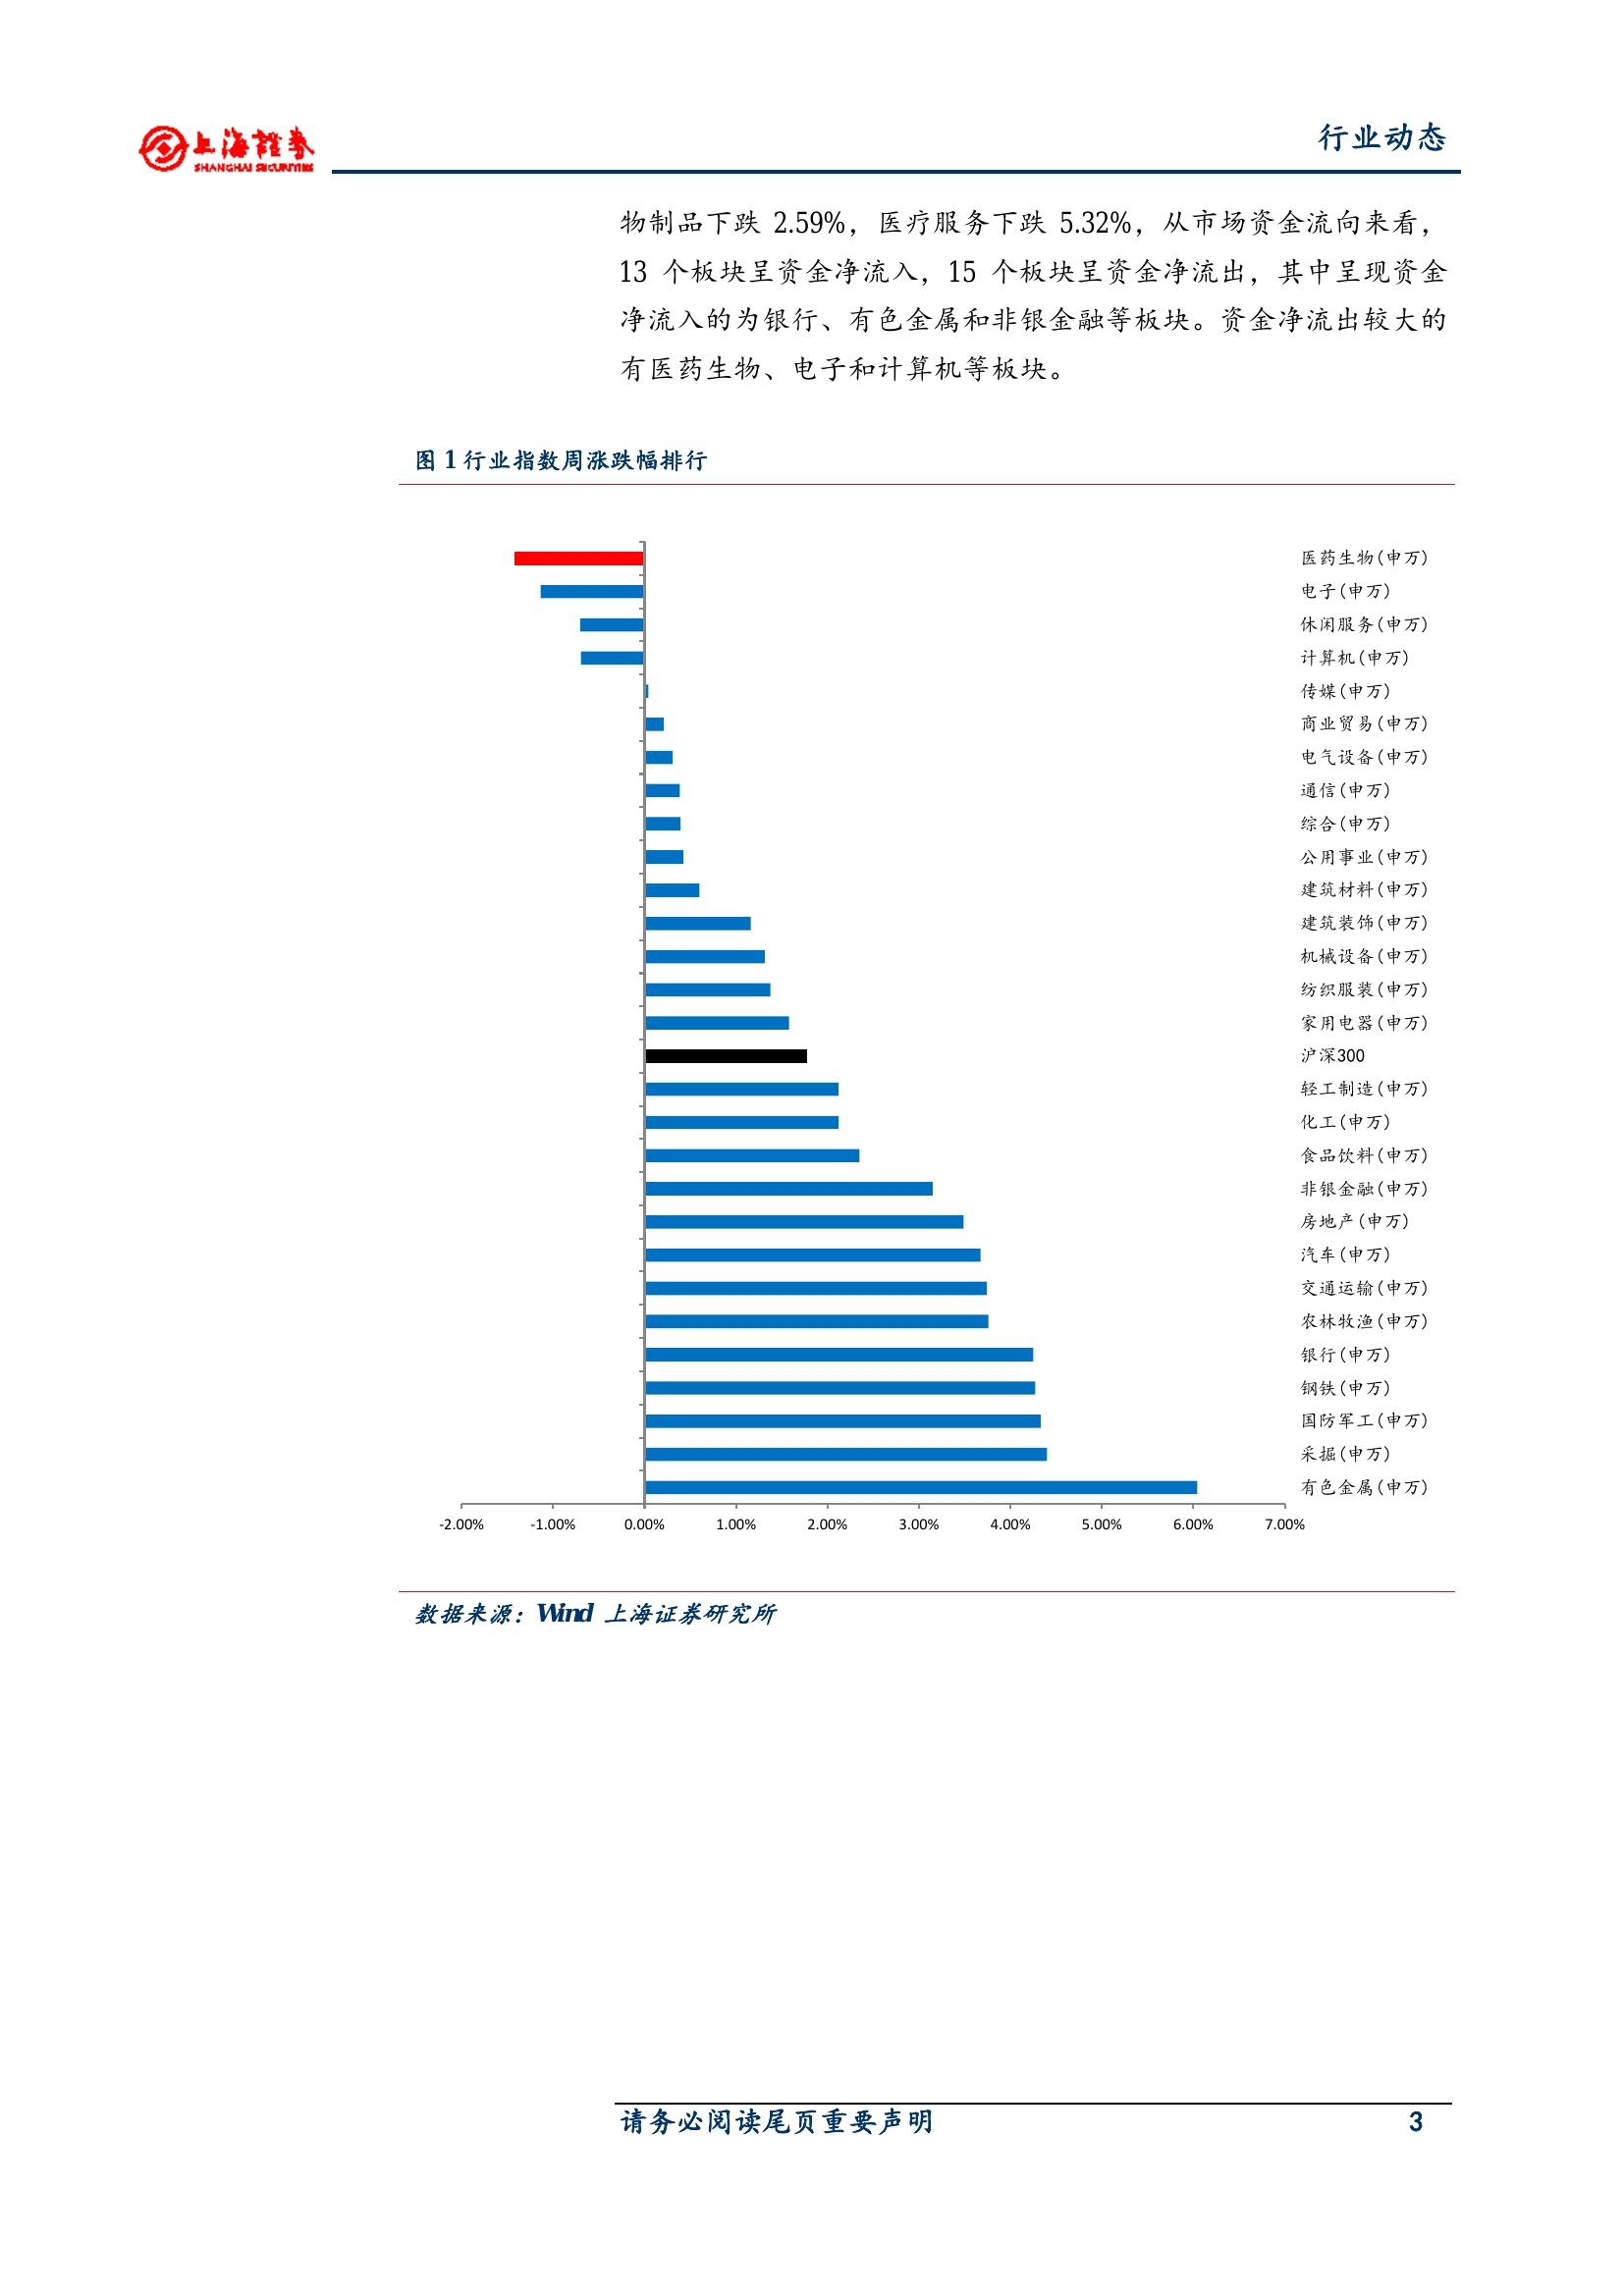 上海證券
SHANGHAI SECURITIES
行业动态
物制品下跌 2.59%，医疗服务下跌 5.32%，从市场资金流向来看，
13 个板块呈资金净流入，15 个板块呈资金净流出，其中呈现资金
净流入的为银行、有色金属和非银金融等板块。资金净流出较大的
有医药生物、电子和计算机等板块。
图 1 行业指数周涨跌幅排行
医药生物(申万)
电子(申万)
休闲服务(申万)
计算机(申万)
传媒(申万)
商业贸易(申万)
电气设备(申万)
通信(申万)
综合(申万)
公用事业(申万)
建筑材料(申万)
建筑装饰(申万)
机械设备(申万)
纺织服装(申万)
家用电器(申万)
沪深300
轻工制造(申万)
化工(申万)
食品饮料(申万)
非银金融(申万)
房地产(申万)
汽车(申万)
交通运输(申万)
农林牧渔(申万)
银行(申万)
钢铁(申万)
国防军工(申万)
采掘(申万)
有色金属(申万)
-2.00% -1.00% 0.00% 1.00% 2.00% 3.00% 4.00% 5.00% 6.00% 7.00%
数据来源：Wind 上海证券研究所
请务必阅读尾页重要声明 3